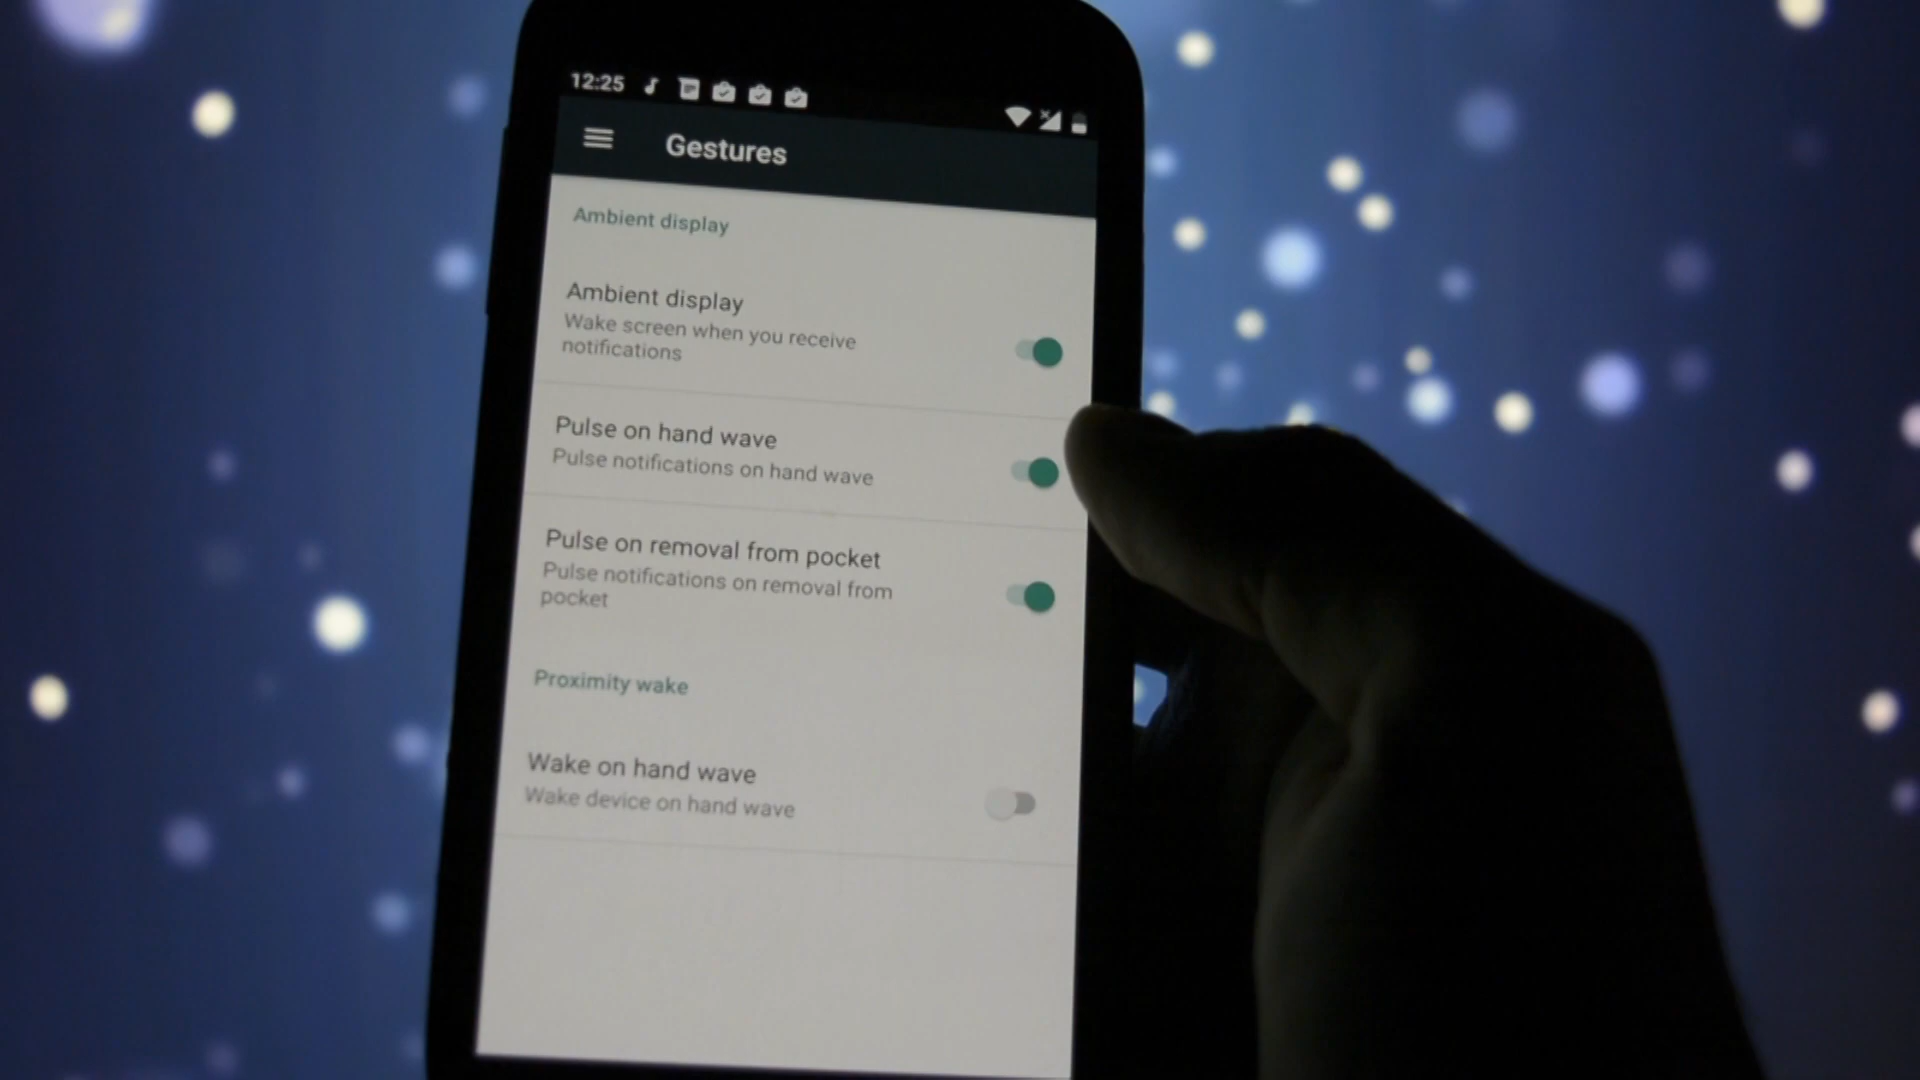 12:25
Gestures
Ambient display
Ambient display
Wake screen when you receive
notifications
Pulse on hand wave
Pulse notifications on hand wave
Pulse on removal from pocket
Pulse notifications on removal from
pocket
Proximity wake
Wake on hand wave
Wake device on hand wave